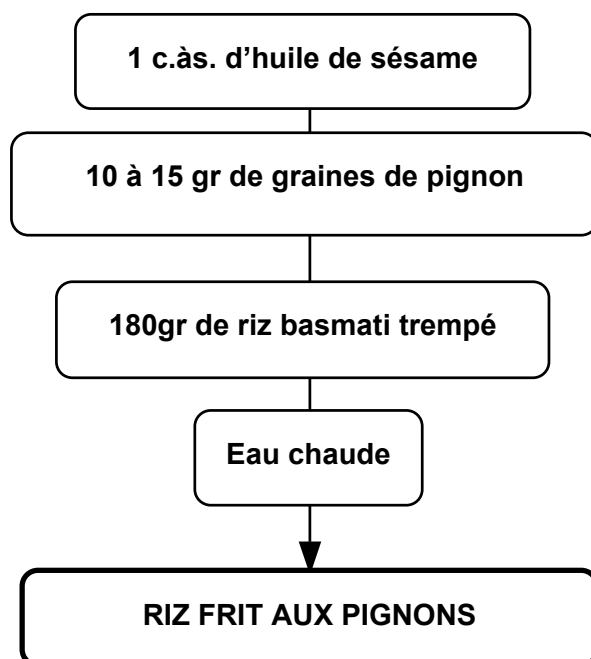 1 c.às. d’huile de sésame
10 à 15 gr de graines de pignon
180gr de riz basmati trempé
Eau chaude
RIZ FRIT AUX PIGNONS